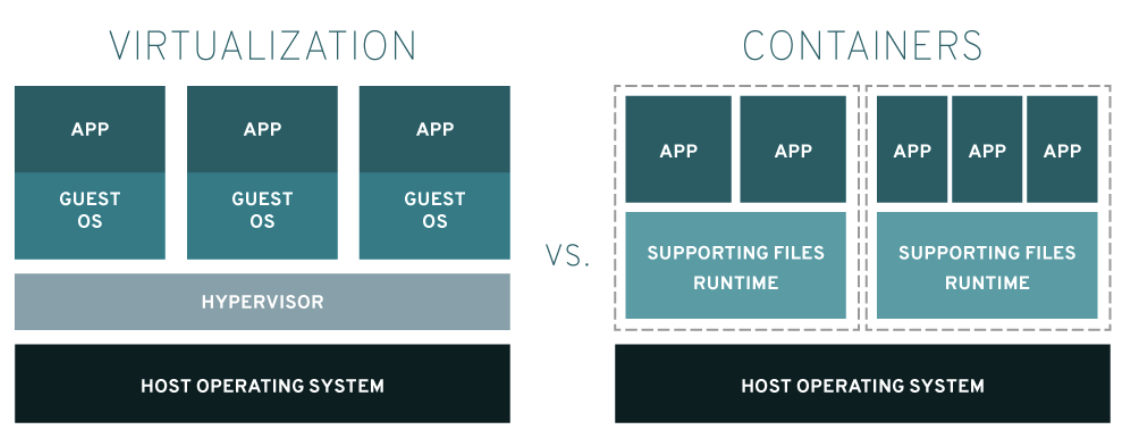 VIRTUALIZATION
APP
GUEST
OS
APP
GUEST
OS
APP
GUEST
OS
HYPERVISOR
HOST OPERATING SYSTEM
VS.
CONTAINERS
APP
APP
SUPPORTING FILES
RUNTIME
APP
APP
APP
SUPPORTING FILES
RUNTIME
HOST OPERATING SYSTEM